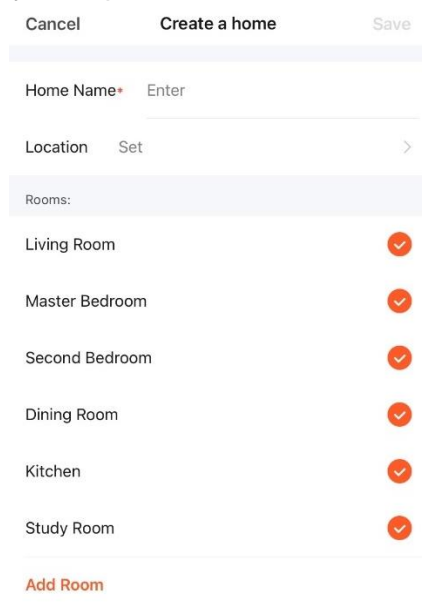 Cancel Create a home Save
Home Name* Enter
Location Set
Rooms:
Living Room
Master Bedroom
Second Bedroom
Dining Room
Kitchen
Study Room
Add Room